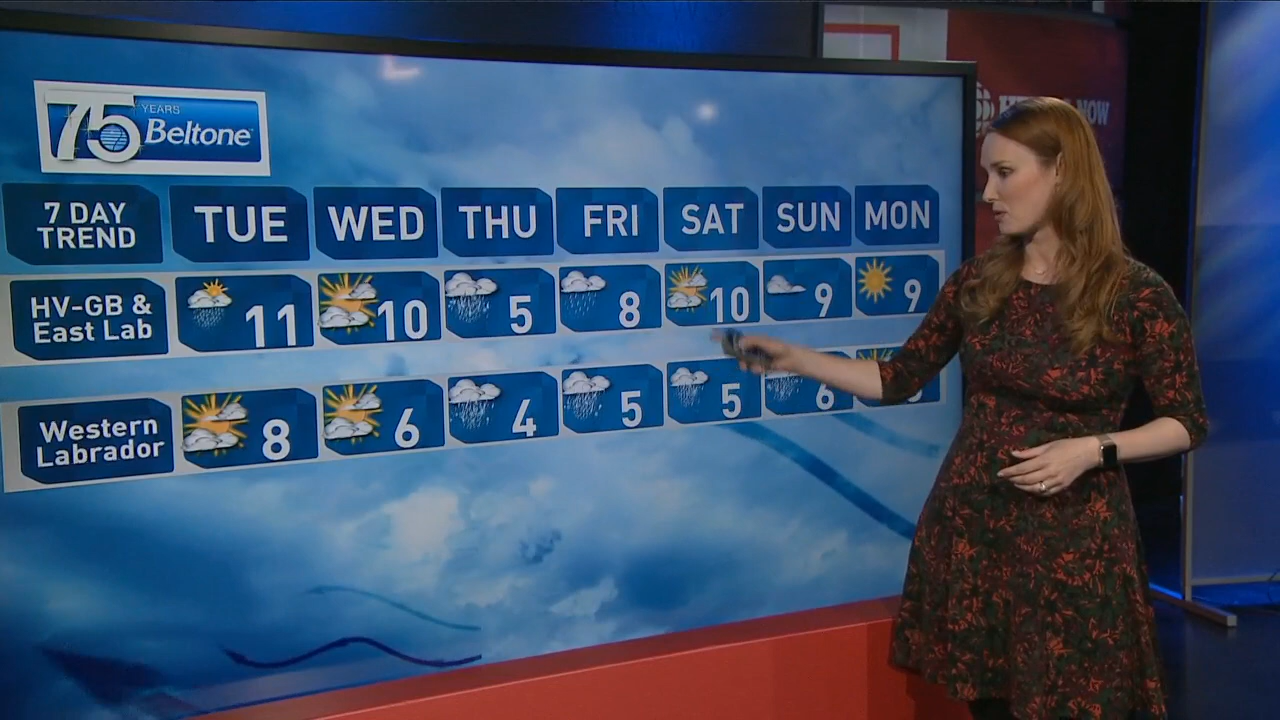 75 YEARS
Beltone
7 DAY
TREND
TUE WED THU FRI SAT SUN MON
HV-GB &
East Lab
11 10 5 8 10 9 9
Western
Labrador
8 6 4 5 5 6
NOW